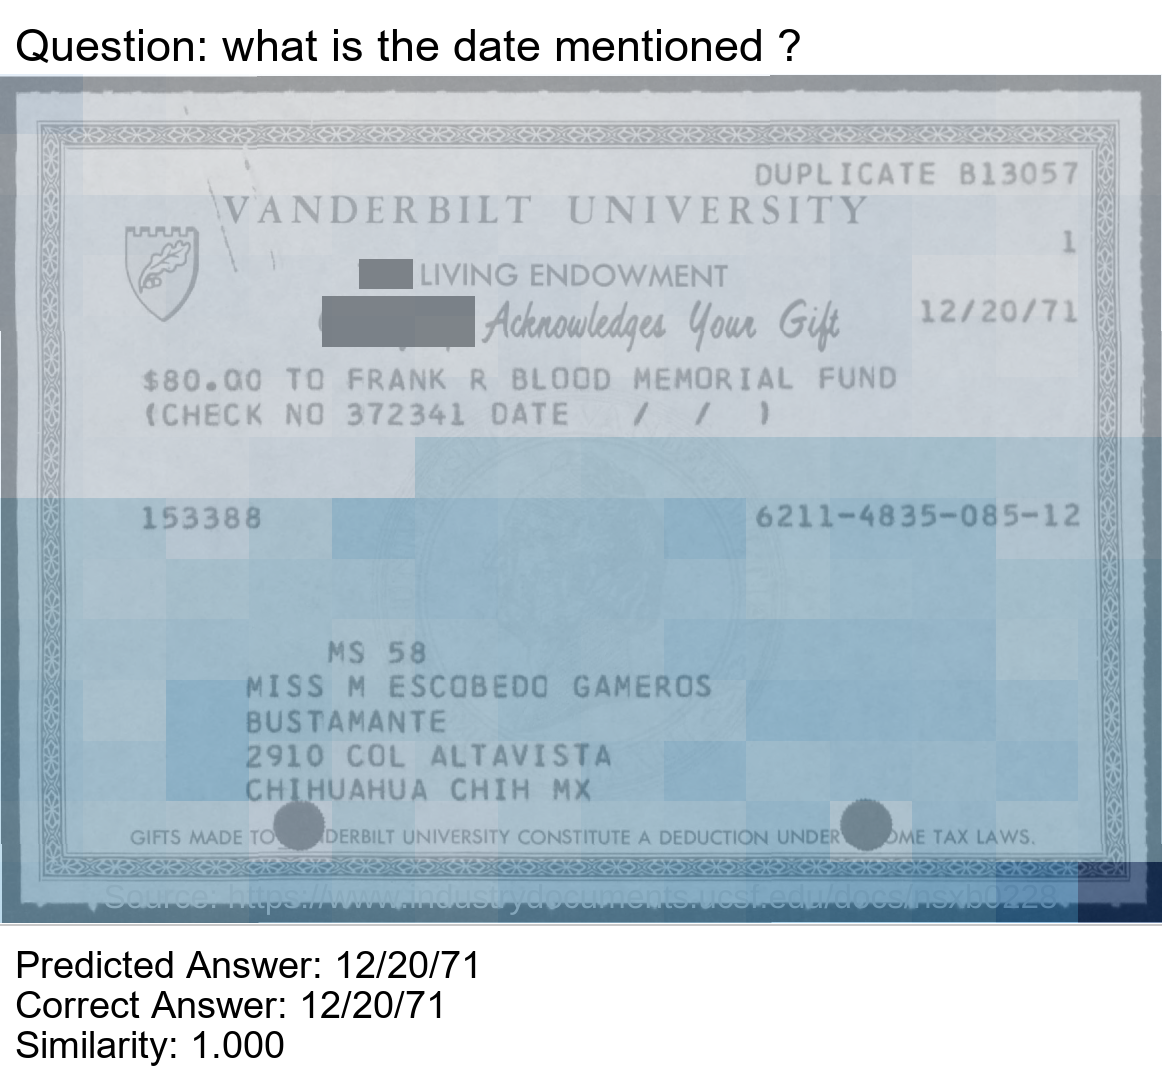 Question: what is the date mentioned ?
DUPLICATE B13057
VANDERBILT UNIVERSITY
1
LIVING ENDOWMENT
Acknowledges Your Gift 12/20/71
$80.00 TO FRANK R BLOOD MEMORIAL FUND
(CHECK NO 372341 DATE / / )
153388 6211-4835-085-12
MS 58
MISS M ESCOBEDO GAMEROS
BUSTAMANTE
2910 COL ALTAVISTA
CHIHUAHUA CHIH MX
GIFTS MADE TO DERBILT UNIVERSITY CONSTITUTE A DEDUCTION UNDER OME TAX LAWS.
Source: https://www.industrydocuments.ucsf.edu/docs/nsxb0228
Predicted Answer: 12/20/71
Correct Answer: 12/20/71
Similarity: 1.000